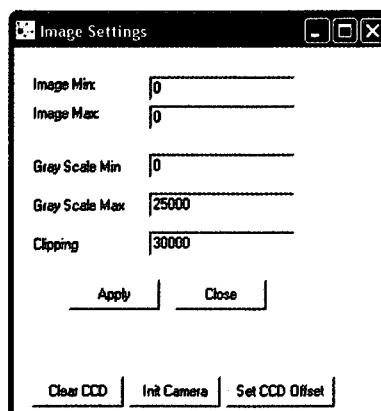 Image Settings
Image Min: 0
Image Max: 0
Gray Scale Min 0
Gray Scale Max 25000
Clipping 30000
Apply Close
Clear CCD Init Camera Set CCD Offset